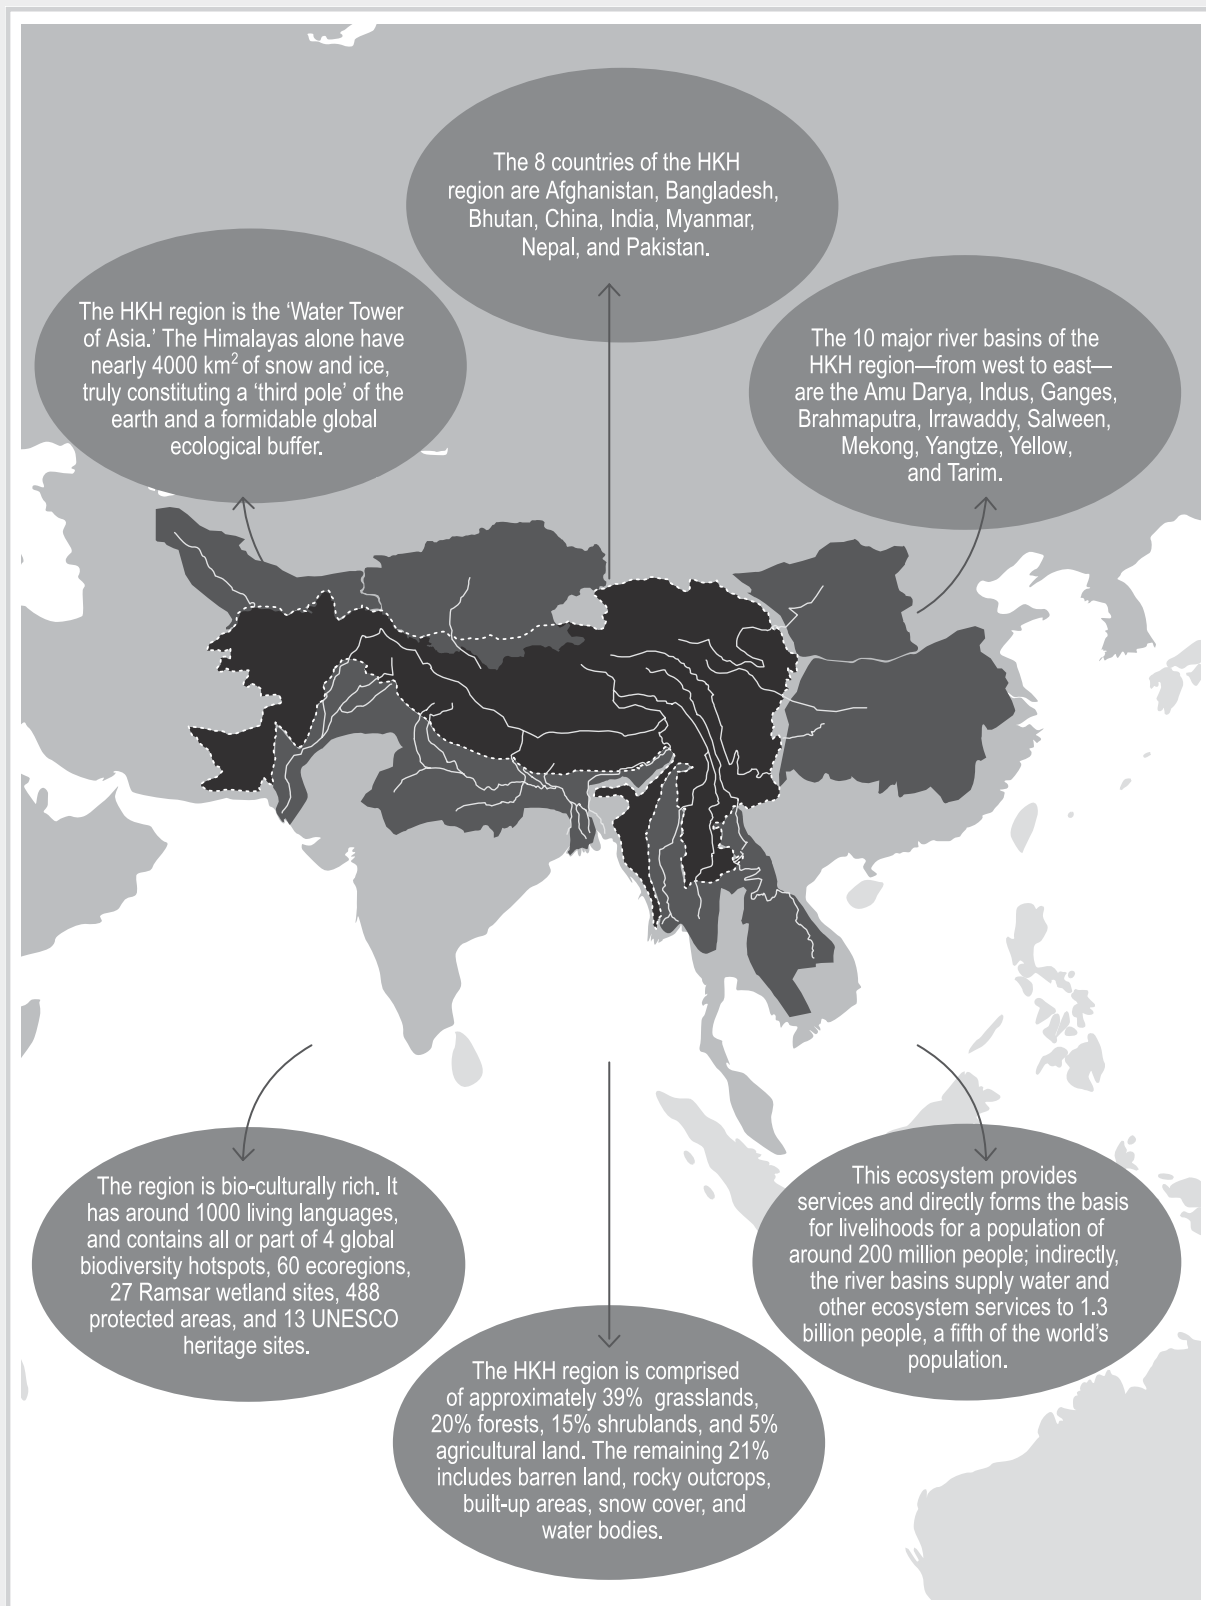 The 8 countries of the HKH
region are Afghanistan, Bangladesh,
Bhutan, China, India, Myanmar,
Nepal, and Pakistan.
The HKH region is the ‘Water Tower
of Asia.’ The Himalayas alone have
nearly 4000 km² of snow and ice,
truly constituting a ‘third pole’ of the
earth and a formidable global
ecological buffer.
The 10 major river basins of the
HKH region—from west to east—
are the Amu Darya, Indus, Ganges,
Brahmaputra, Irrawaddy, Salween,
Mekong, Yangtze, Yellow,
and Tarim.
The region is bio-culturally rich. It
has around 1000 living languages,
and contains all or part of 4 global
biodiversity hotspots, 60 ecoregions,
27 Ramsar wetland sites, 488
protected areas, and 13 UNESCO
heritage sites.
This ecosystem provides
services and directly forms the basis
for livelihoods for a population of
around 200 million people; indirectly,
the river basins supply water and
other ecosystem services to 1.3
billion people, a fifth of the world’s
population.
The HKH region is comprised
of approximately 39% grasslands,
20% forests, 15% shrublands, and 5%
agricultural land. The remaining 21%
includes barren land, rocky outcrops,
built-up areas, snow cover, and
water bodies.